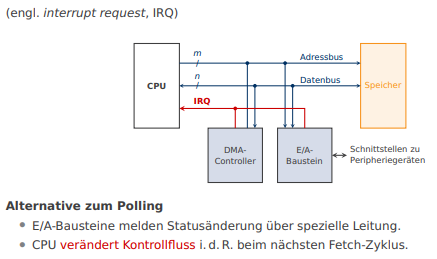 (engl. interrupt request, IRQ)
m
Adressbus
n
Datenbus
CPU
Speicher
IRQ
DMA-
Controller
E/A-
Baustein
Schnittstellen zu
Peripheriegeräten
Alternative zum Polling
E/A-Bausteine melden Statusänderung über spezielle Leitung.
CPU verändert Kontrollfluss i. d. R. beim nächsten Fetch-Zyklus.